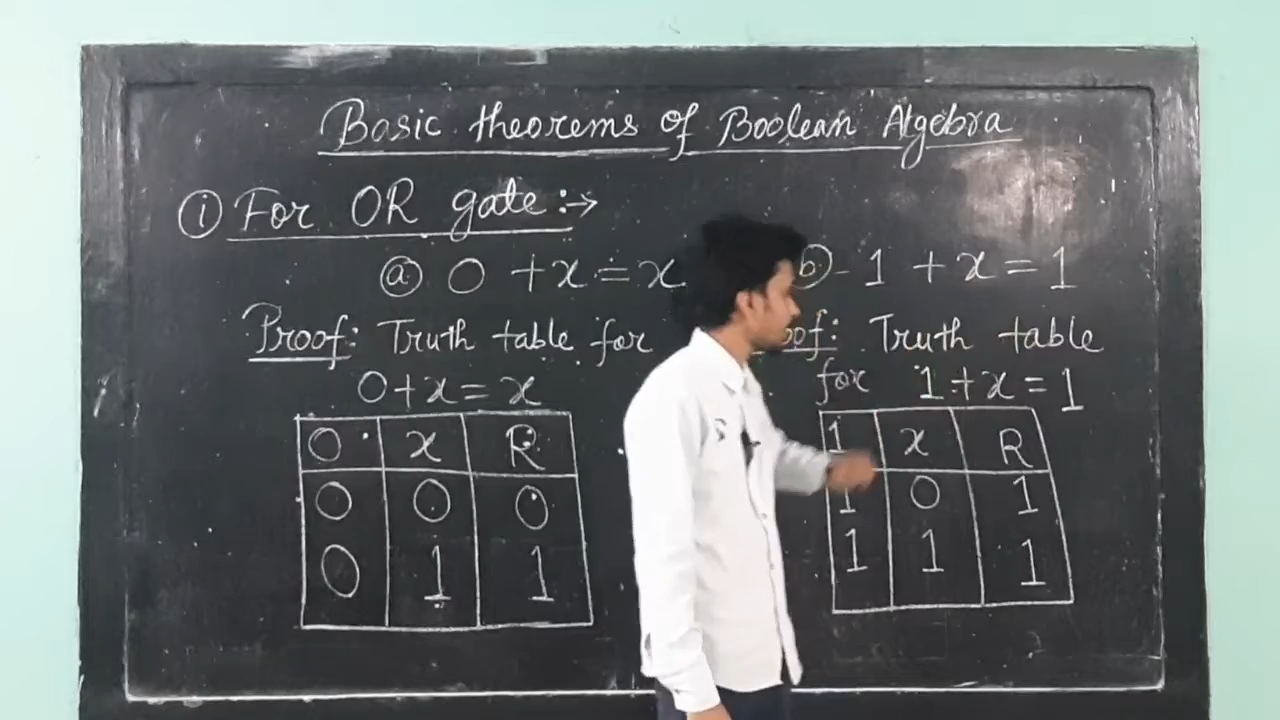 Basic theorems of Boolean Algebra
i For OR gate :→
a 0 + x = x
Proof: Truth table for
0 + x = x
0 x R
0 0 0
0 1 1
b - 1 + x = 1
Truth table
for 1 + x = 1
1 x R
1 0 1
1 1 1